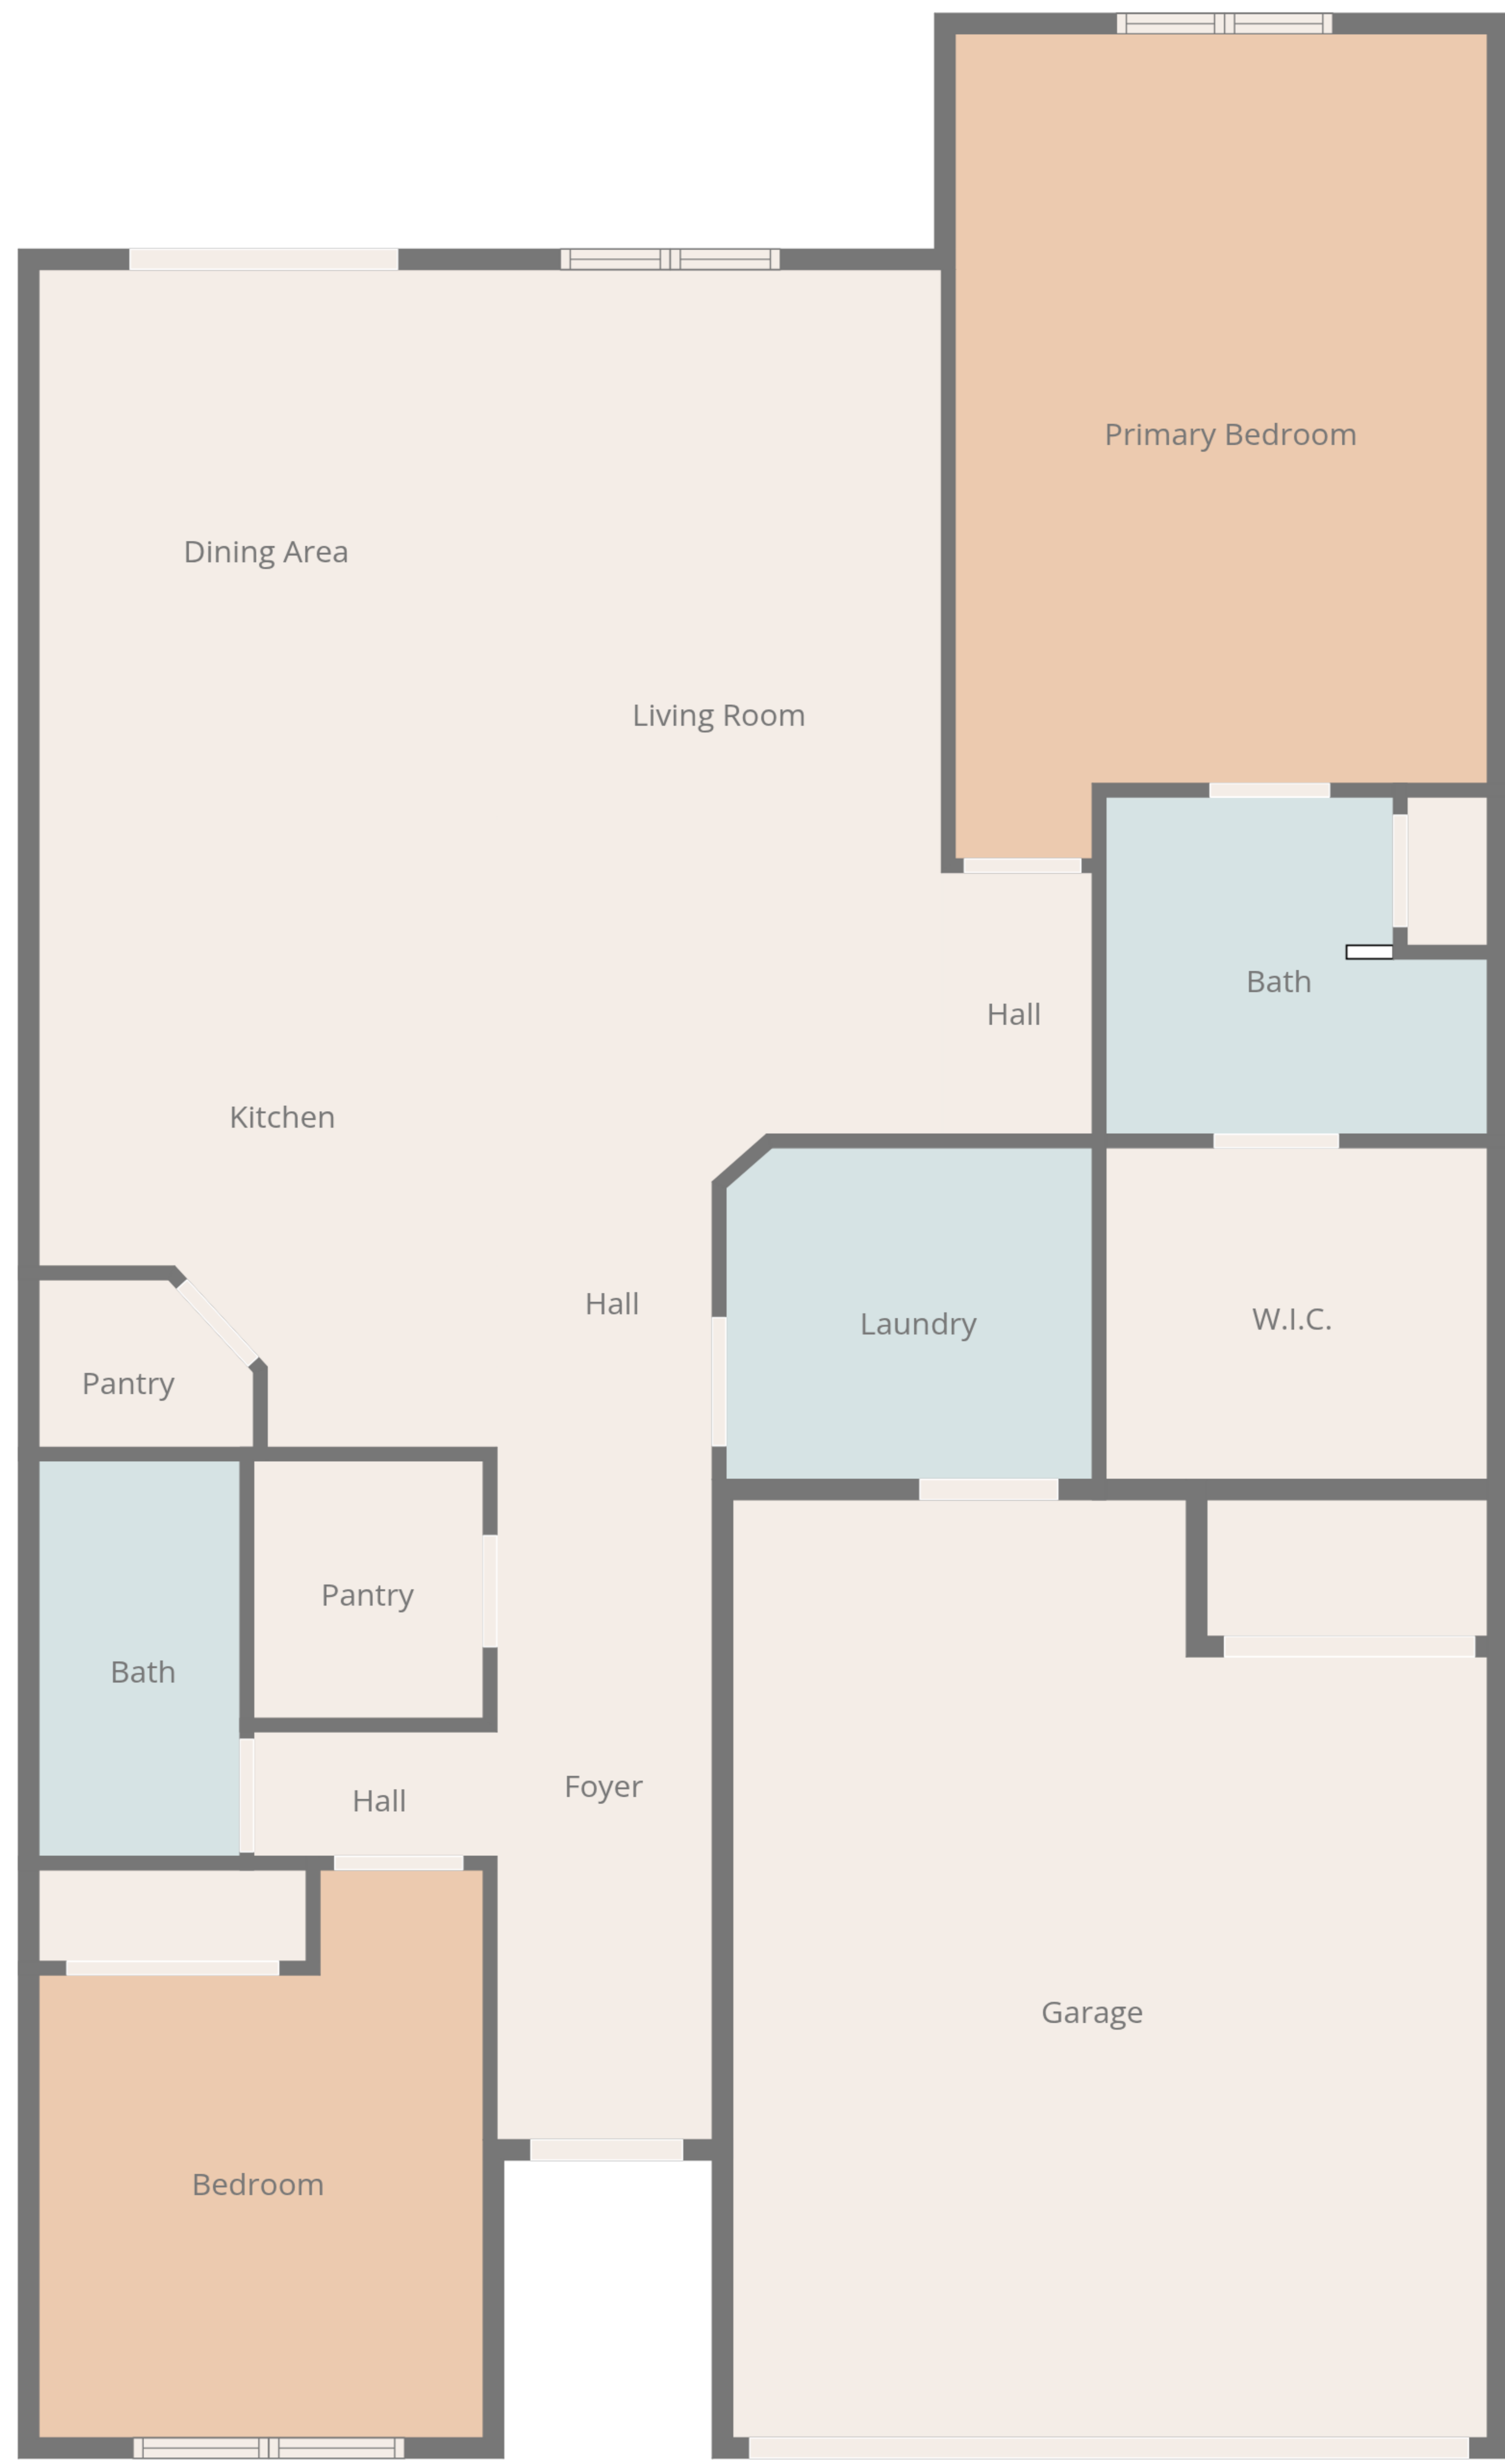 Primary Bedroom
Dining Area
Living Room
Bath
Hall
Kitchen
Hall
Laundry
W.I.C.
Pantry
Pantry
Bath
Foyer
Hall
Garage
Bedroom